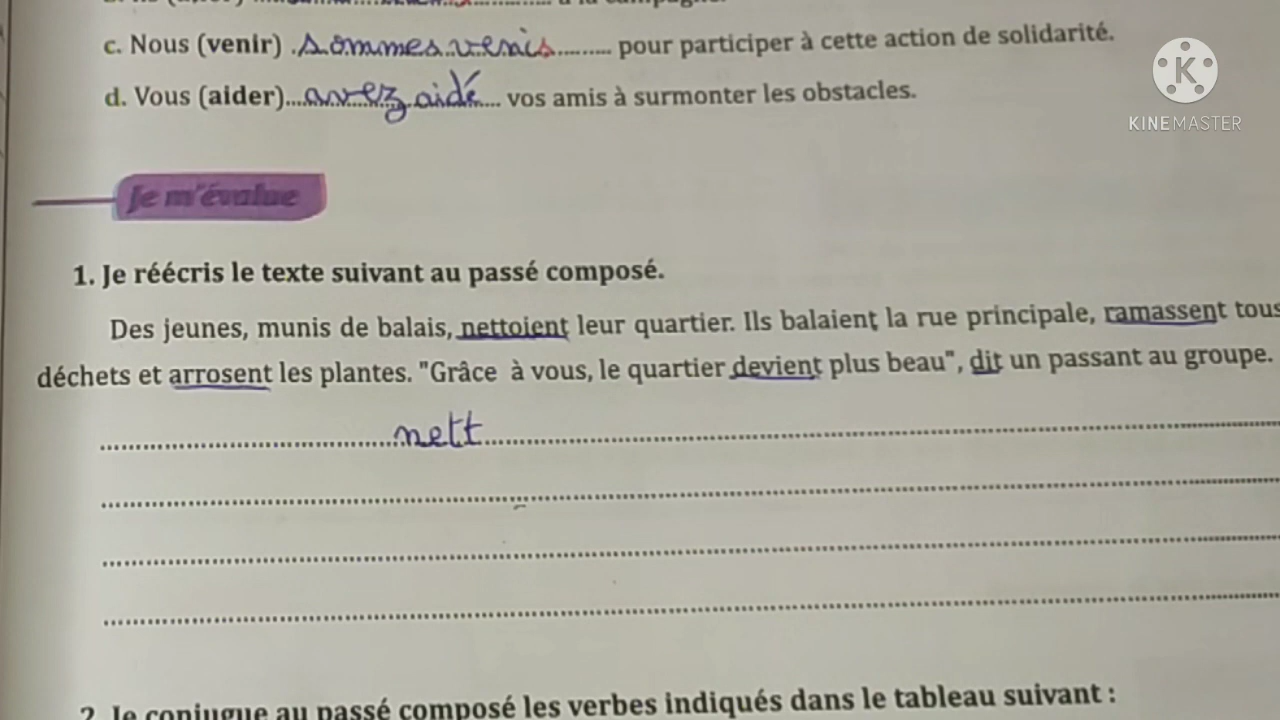 à la campagne.
c. Nous (venir) .sommes venis......... pour participer à cette action de solidarité.
d. Vous (aider)....avez aidé.... vos amis à surmonter les obstacles.
K
KINEMASTER
Je m'évalue
1. Je réécris le texte suivant au passé composé.
Des jeunes, munis de balais, nettoient leur quartier. Ils balaient la rue principale, ramassent tous
déchets et arrosent les plantes. "Grâce à vous, le quartier devient plus beau", dit un passant au groupe.
nett
2. Je conjugue au passé composé les verbes indiqués dans le tableau suivant :